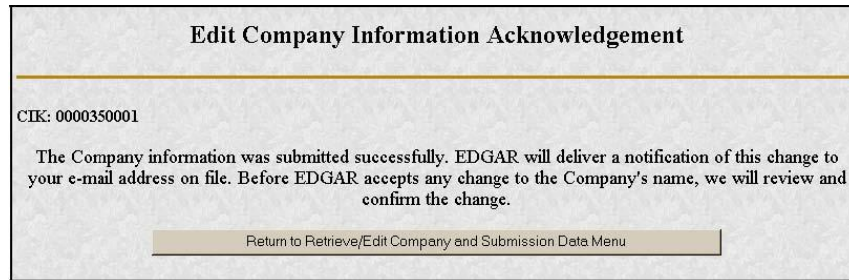 Edit Company Information Acknowledgement
CIK: 0000350001
The Company information was submitted successfully. EDGAR will deliver a notification of this change to
your e-mail address on file. Before EDGAR accepts any change to the Company's name, we will review and
confirm the change.
Return to Retrieve/Edit Company and Submission Data Menu